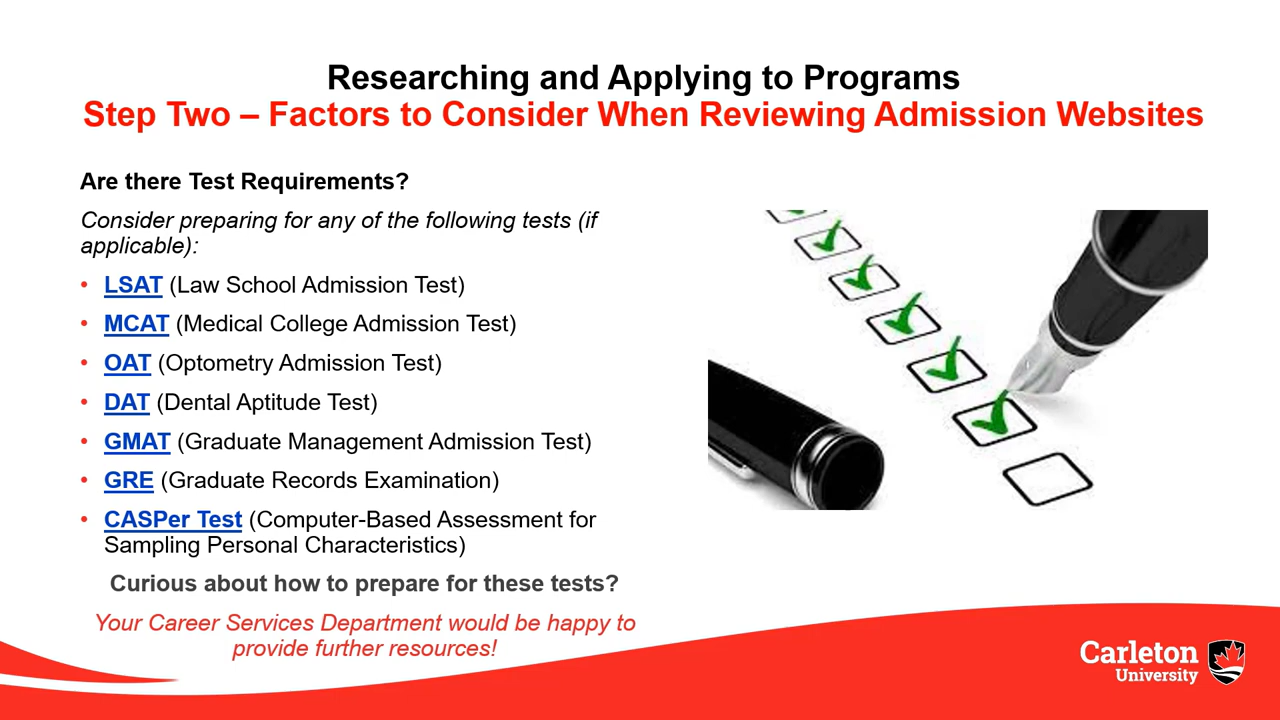 Researching and Applying to Programs
Step Two – Factors to Consider When Reviewing Admission Websites
Are there Test Requirements?
Consider preparing for any of the following tests (if
applicable):
• LSAT (Law School Admission Test)
• MCAT (Medical College Admission Test)
• OAT (Optometry Admission Test)
• DAT (Dental Aptitude Test)
• GMAT (Graduate Management Admission Test)
• GRE (Graduate Records Examination)
• CASPer Test (Computer-Based Assessment for
Sampling Personal Characteristics)
Curious about how to prepare for these tests?
Your Career Services Department would be happy to
provide further resources!
Carleton
University